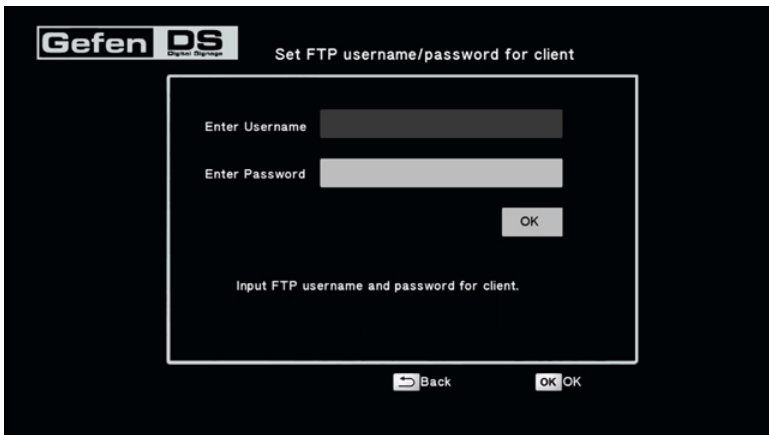 Gefen DS
Digital Signage
Set FTP username/password for client
Enter Username
Enter Password
OK
Input FTP username and password for client.
Back
OK OK